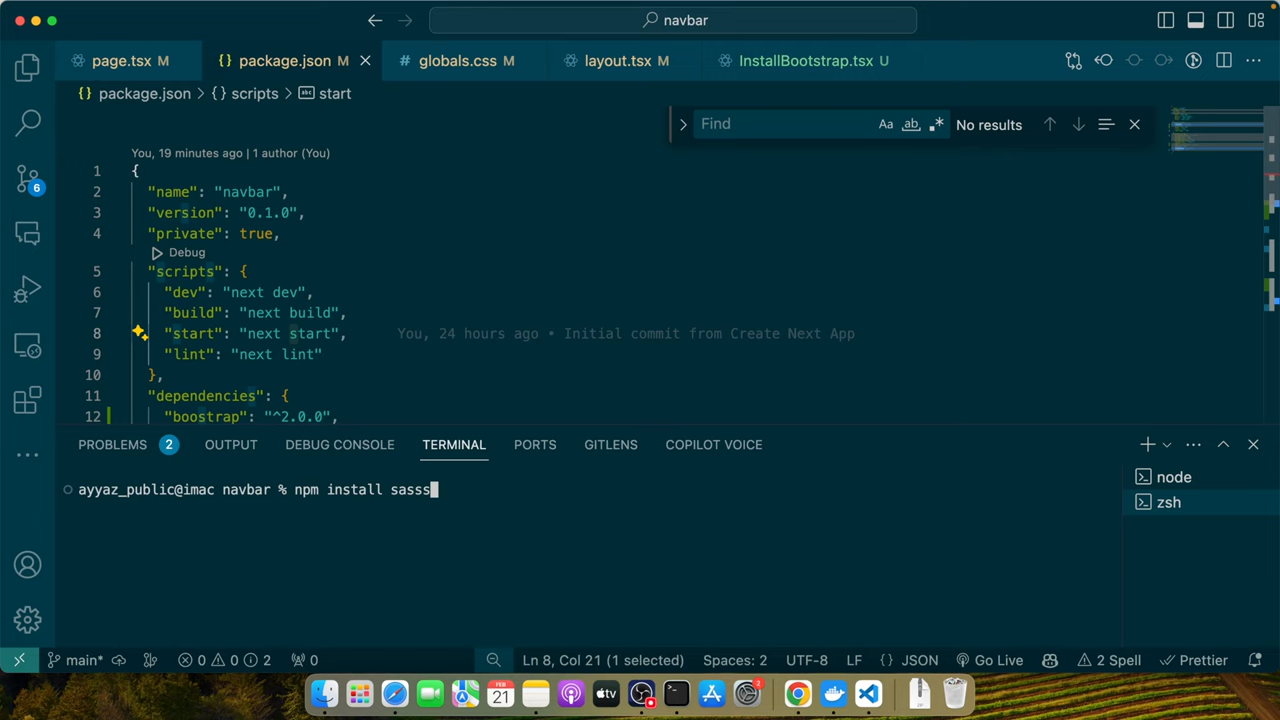 navbar
page.tsx M
{} package.json M
# globals.css M
layout.tsx M
InstallBootstrap.tsx U
{} package.json > {} scripts > abc start
Find
Aa ab .* No results
You, 19 minutes ago | 1 author (You)
1 {
2 "name": "navbar",
3 "version": "0.1.0",
4 "private": true,
Debug
5 "scripts": {
6 "dev": "next dev",
7 "build": "next build",
8 "start": "next start", You, 24 hours ago • Initial commit from Create Next App
9 "lint": "next lint"
10 },
11 "dependencies": {
12 "boostrap": "^2.0.0",
6
PROBLEMS 2 OUTPUT DEBUG CONSOLE TERMINAL PORTS GITLENS COPILOT VOICE
ayyaz_public@imac navbar % npm install sasss
node
zsh
main* 0 0 2 0 Ln 8, Col 21 (1 selected) Spaces: 2 UTF-8 LF {} JSON Go Live 2 Spell Prettier
FEB
21
tv
2
ZIP